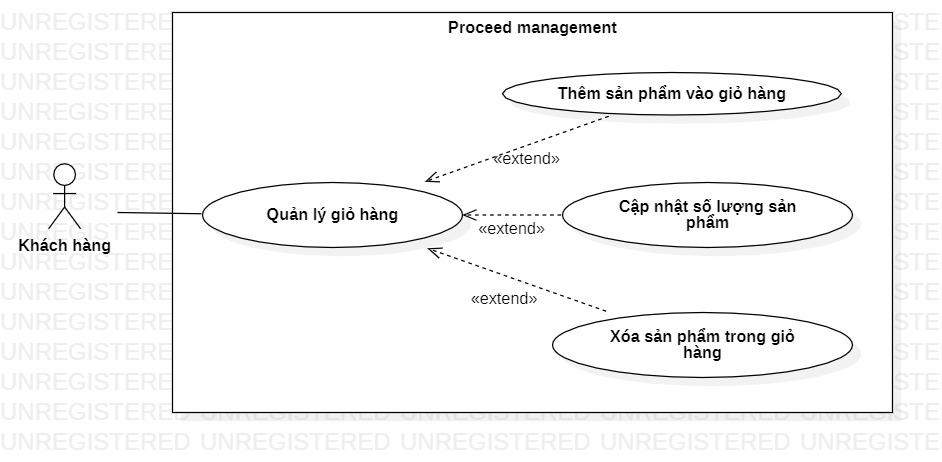 Proceed management
Thêm sản phẩm vào giỏ hàng
«extend»
Quản lý giỏ hàng
Cập nhật số lượng sản
phẩm
«extend»
Khách hàng
«extend»
Xóa sản phẩm trong giỏ
hàng
UNREGISTERED UNREGISTERED UNREGISTERED UNREGISTERED UNREGISTE